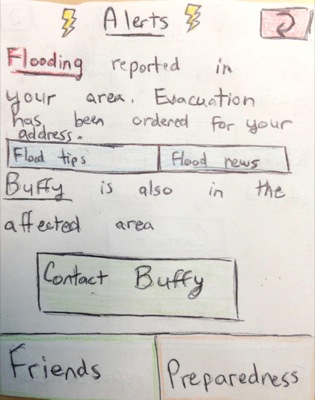 Alerts
Flooding reported in
your area. Evacuation
has been ordered for your
address.
Flood tips Flood news
Buffy is also in the
affected area
Contact Buffy
Friends Preparedness